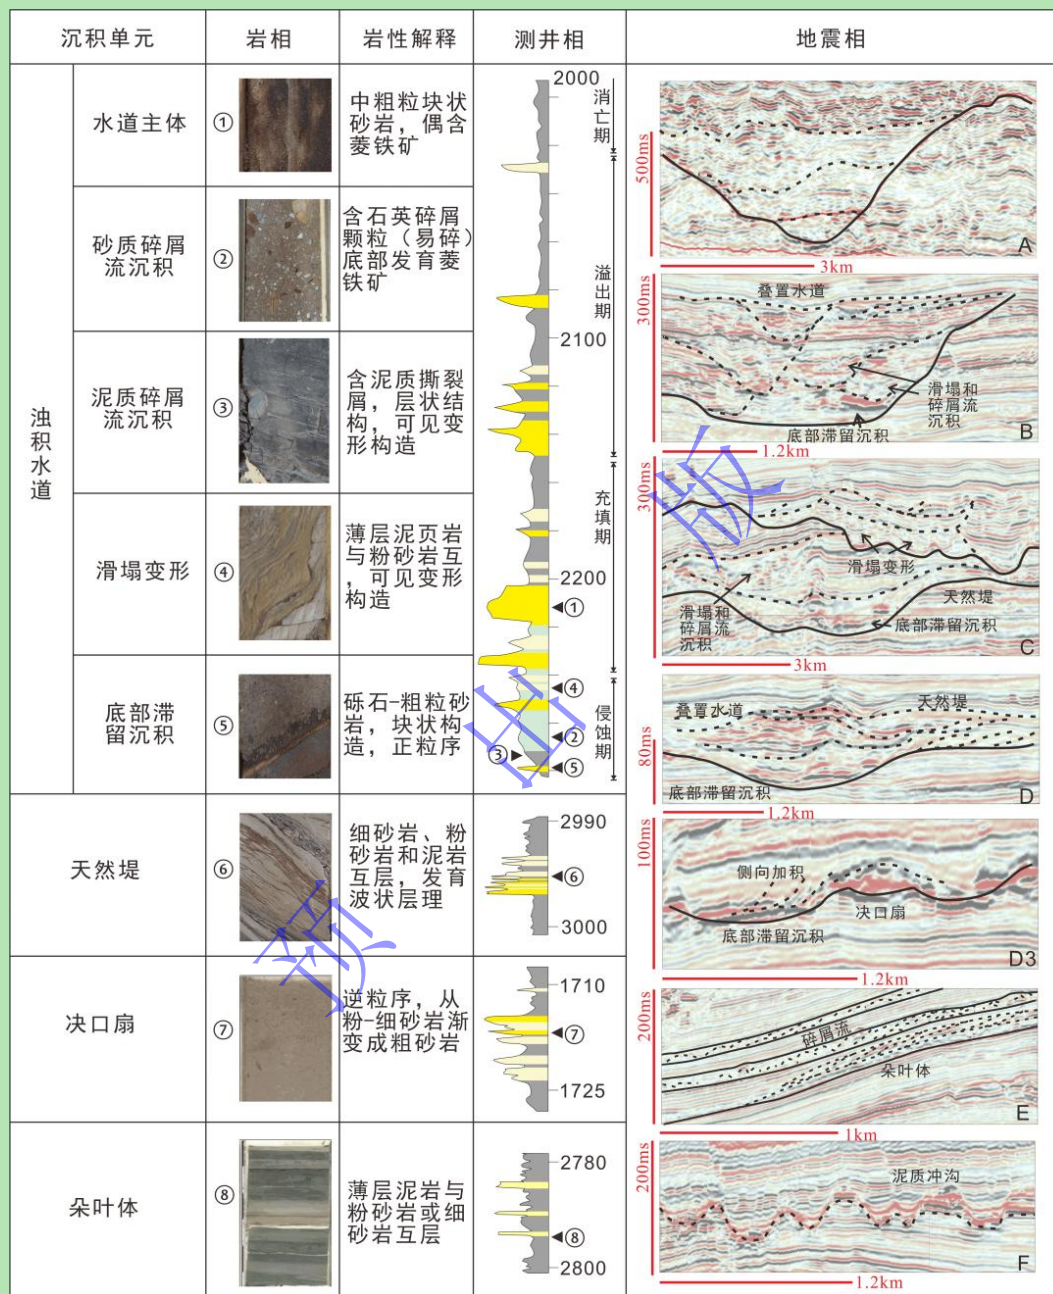 沉积单元 岩相 岩性解释 测井相 地震相
浊积水道
水道主体
①
中粗粒块状
砂岩，偶含
菱铁矿
砂质碎屑
流沉积
②
含石英碎屑
颗粒（易碎）
底部发育菱
铁矿
泥质碎屑
流沉积
③
含泥质撕裂
屑，层状结
构，可见变
形构造
滑塌变形
④
薄层泥页岩
与粉砂岩互
，可见变形
构造
底部滞
留沉积
⑤
砾石-粗粒砂
岩，块状构
造，正粒序
天然堤
⑥
细砂岩、粉
砂岩和泥岩
互层，发育
波状层理
决口扇
⑦
逆粒序，从
粉-细砂岩渐
变成粗砂岩
朵叶体
⑧
薄层泥岩与
粉砂岩或细
砂岩互层
2000
消亡期
溢出期
2100
充填期
2200
①
④
侵蚀期
②
③
⑤
2990
⑥
3000
1710
⑦
1725
2780
⑧
2800
500ms
A
3km
300ms
叠置水道
滑塌和
碎屑流
沉积
底部滞留沉积
B
1.2km
300ms
滑塌变形
天然堤
滑塌和
碎屑流
沉积
底部滞留沉积
C
3km
80ms
叠置水道
天然堤
底部滞留沉积
D
1.2km
100ms
侧向加积
决口扇
底部滞留沉积
D3
1.2km
200ms
碎屑流
朵叶体
E
1km
200ms
泥质冲沟
F
1.2km
预出版